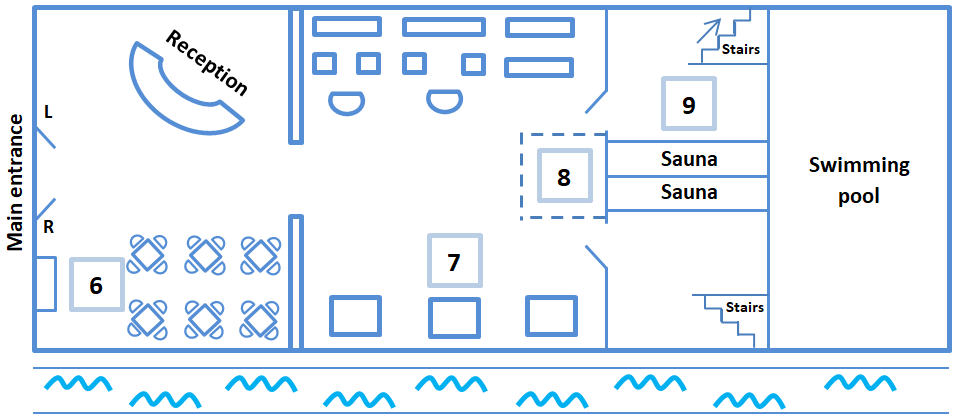 Reception
Stairs
Main entrance
L
R
9
Sauna
Sauna
8
Swimming
pool
7
6
Stairs